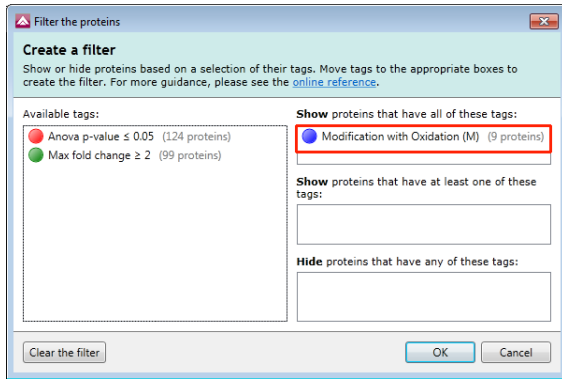 Filter the proteins
Create a filter
Show or hide proteins based on a selection of their tags. Move tags to the appropriate boxes to
create the filter. For more guidance, please see the online reference.
Available tags:
Anova p-value ≤ 0.05 (124 proteins)
Max fold change ≥ 2 (99 proteins)
Show proteins that have all of these tags:
Modification with Oxidation (M) (9 proteins)
Show proteins that have at least one of these
tags:
Hide proteins that have any of these tags:
Clear the filter
OK
Cancel